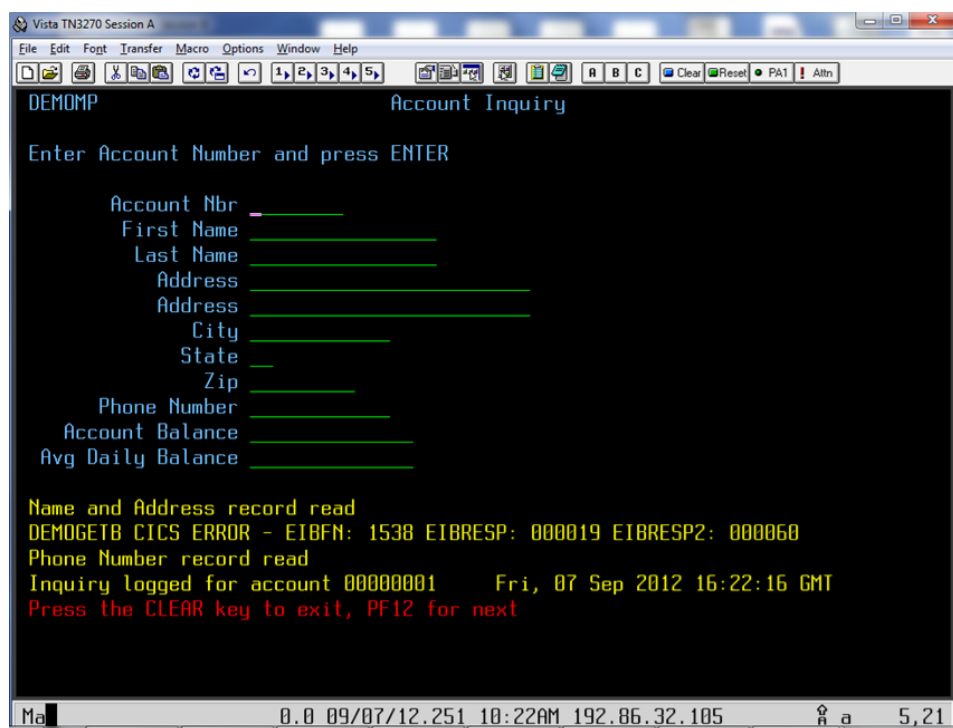 Vista TN3270 Session A
File Edit Font Transfer Macro Options Window Help
1 2 3 4 5 A B C Clear Reset PA1 ! Attn
DEMOMP Account Inquiry
Enter Account Number and press ENTER
Account Nbr
First Name
Last Name
Address
Address
City
State
Zip
Phone Number
Account Balance
Avg Daily Balance
Name and Address record read
DEMOGETB CICS ERROR - EIBFN: 1538 EIBRESP: 000019 EIBRESP2: 000060
Phone Number record read
Inquiry logged for account 00000001 Fri, 07 Sep 2012 16:22:16 GMT
Press the CLEAR key to exit, PF12 for next
Ma 0.0 09/07/12.251 10:22AM 192.86.32.105 A a 5,21